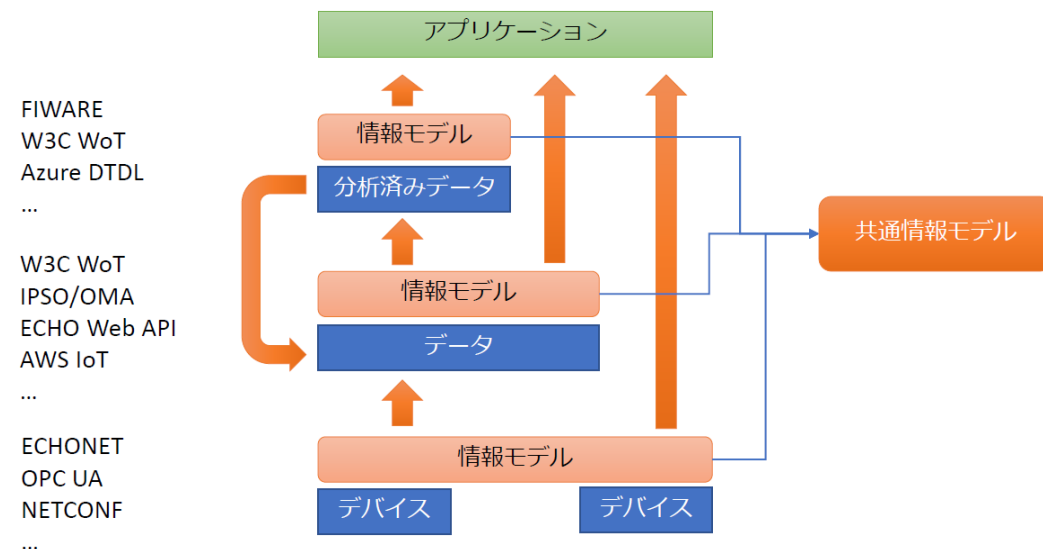 アプリケーション
FIWARE
W3C WoT
Azure DTDL
...
情報モデル
分析済みデータ
共通情報モデル
W3C WoT
IPSO/OMA
ECHO Web API
AWS IoT
...
情報モデル
データ
ECHONET
OPC UA
NETCONF
...
情報モデル
デバイス
デバイス